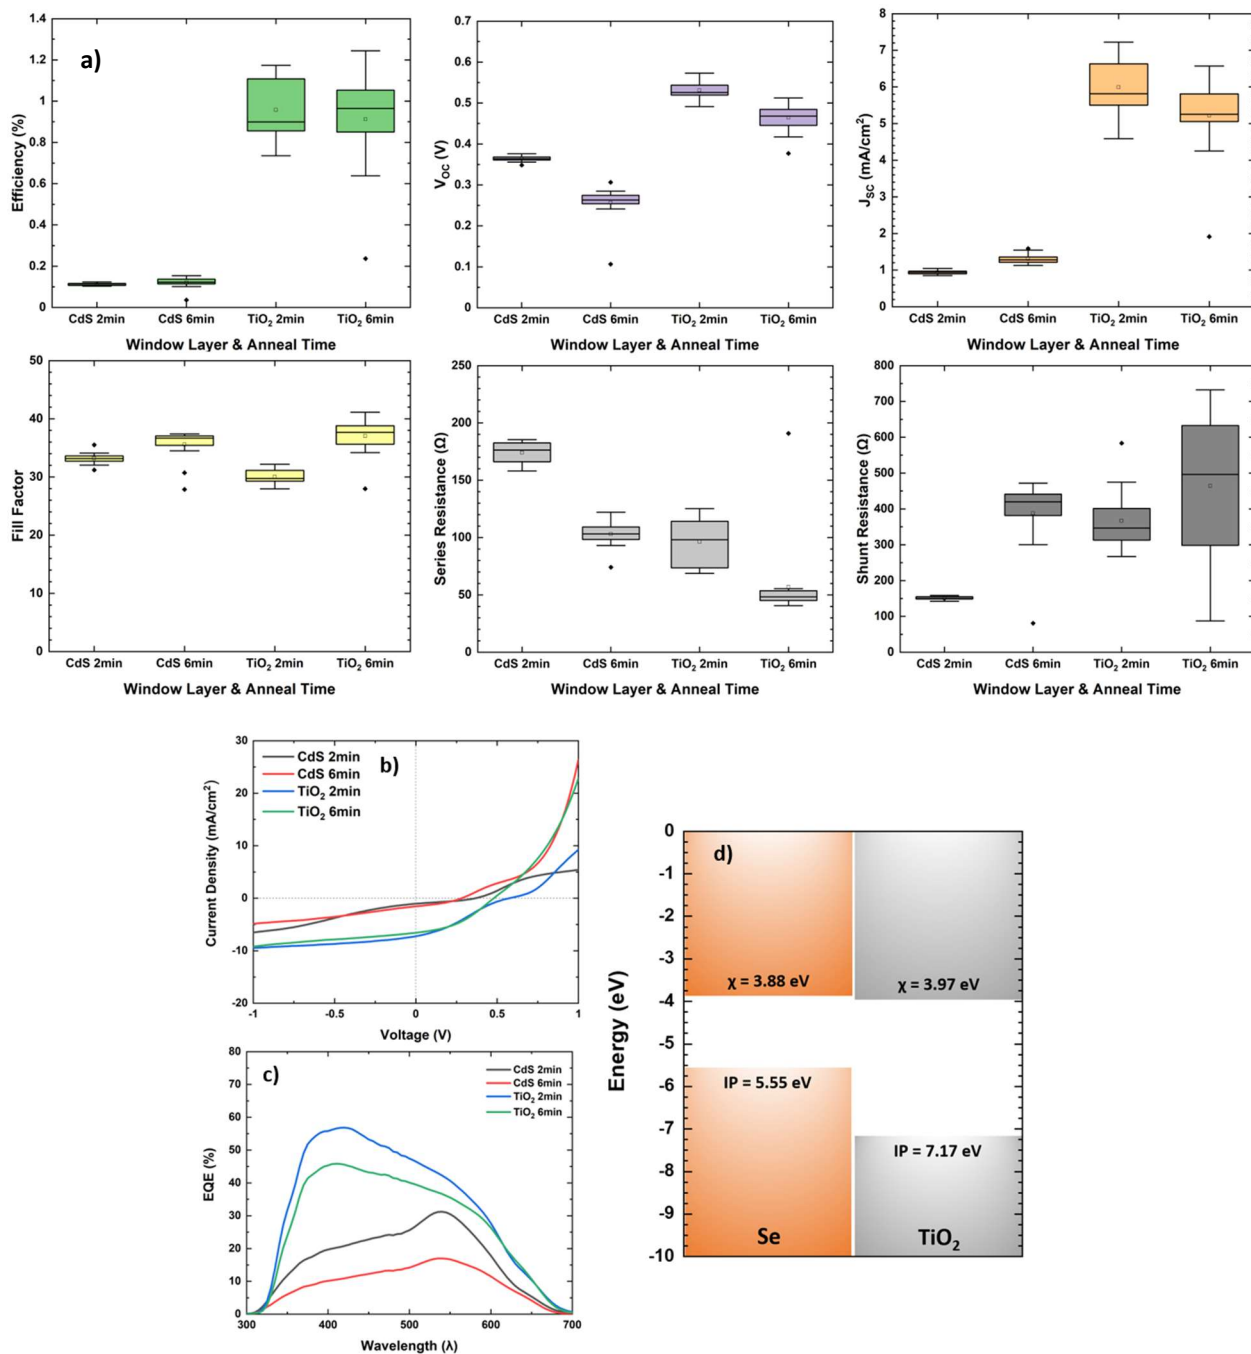 a)
Efficiency (%)
1.4
1.2
1
0.8
0.6
0.4
0.2
0
CdS 2min CdS 6min TiO₂ 2min TiO₂ 6min
Window Layer & Anneal Time
V_OC (V)
0.7
0.6
0.5
0.4
0.3
0.2
0.1
0
CdS 2min CdS 6min TiO₂ 2min TiO₂ 6min
Window Layer & Anneal Time
J_SC (mA/cm²)
8
7
6
5
4
3
2
1
0
CdS 2min CdS 6min TiO₂ 2min TiO₂ 6min
Window Layer & Anneal Time
Fill Factor
50
40
30
20
10
0
CdS 2min CdS 6min TiO₂ 2min TiO₂ 6min
Window Layer & Anneal Time
Series Resistance (Ω)
250
200
150
100
50
0
CdS 2min CdS 6min TiO₂ 2min TiO₂ 6min
Window Layer & Anneal Time
Shunt Resistance (Ω)
800
700
600
500
400
300
200
100
0
CdS 2min CdS 6min TiO₂ 2min TiO₂ 6min
Window Layer & Anneal Time
b)
CdS 2min
CdS 6min
TiO₂ 2min
TiO₂ 6min
Current Density (mA/cm²)
30
20
10
0
-10
-20
-1 -0.5 0 0.5 1
Voltage (V)
c)
CdS 2min
CdS 6min
TiO₂ 2min
TiO₂ 6min
EQE (%)
80
70
60
50
40
30
20
10
0
300 400 500 600 700
Wavelength (λ)
d)
Energy (eV)
0
-1
-2
-3
-4
-5
-6
-7
-8
-9
-10
χ = 3.88 eV χ = 3.97 eV
IP = 5.55 eV
IP = 7.17 eV
Se TiO₂